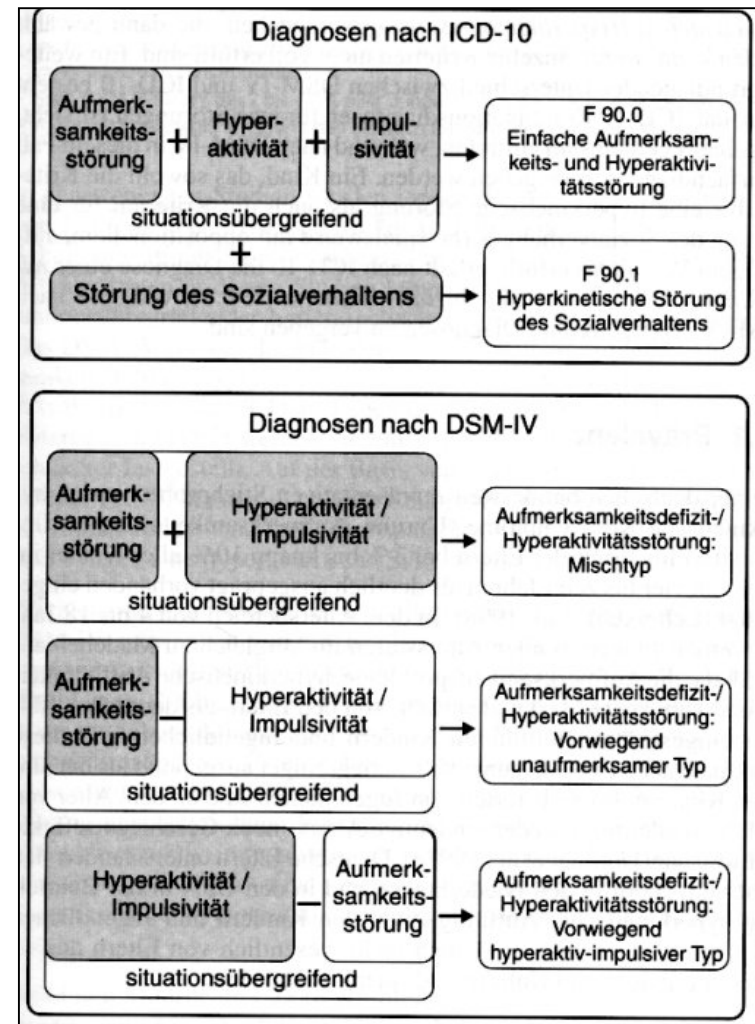 Diagnosen nach ICD-10
Aufmerk-
samkeits-
störung
+
Hyper-
aktivität
+
Impul-
sivität
situationsübergreifend
F 90.0
Einfache Aufmerksam-
keits- und Hyperaktivi-
tätsstörung
+
Störung des Sozialverhaltens
F 90.1
Hyperkinetische Störung
des Sozialverhaltens
Diagnosen nach DSM-IV
Aufmerk-
samkeits-
störung
+
Hyperaktivität /
Impulsivität
situationsübergreifend
Aufmerksamkeitsdefizit-/
Hyperaktivitätsstörung:
Mischtyp
Aufmerk-
samkeits-
störung
–
Hyperaktivität /
Impulsivität
situationsübergreifend
Aufmerksamkeitsdefizit-/
Hyperaktivitätsstörung:
Vorwiegend
unaufmerksamer Typ
Hyperaktivität /
Impulsivität
–
Aufmerk-
samkeits-
störung
situationsübergreifend
Aufmerksamkeitsdefizit-/
Hyperaktivitätsstörung:
Vorwiegend
hyperaktiv-impulsiver Typ